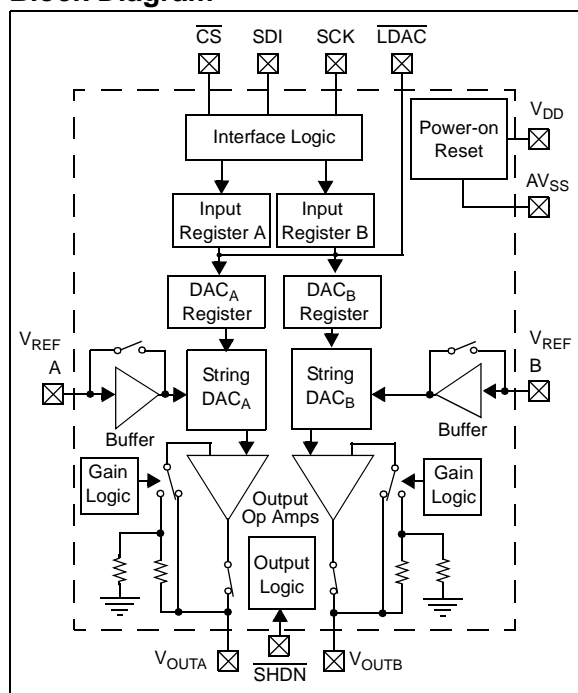 Block Diagram
CS SDI SCK LDAC
Interface Logic
Power-on
Reset
VDD
AVSS
Input
Register A
Input
Register B
DACA
Register
DACB
Register
VREF
A
String
DACA
String
DACB
VREF
B
Buffer
Buffer
Gain
Logic
Output
Op Amps
Gain
Logic
Output
Logic
VOUTA
SHDN
VOUTB